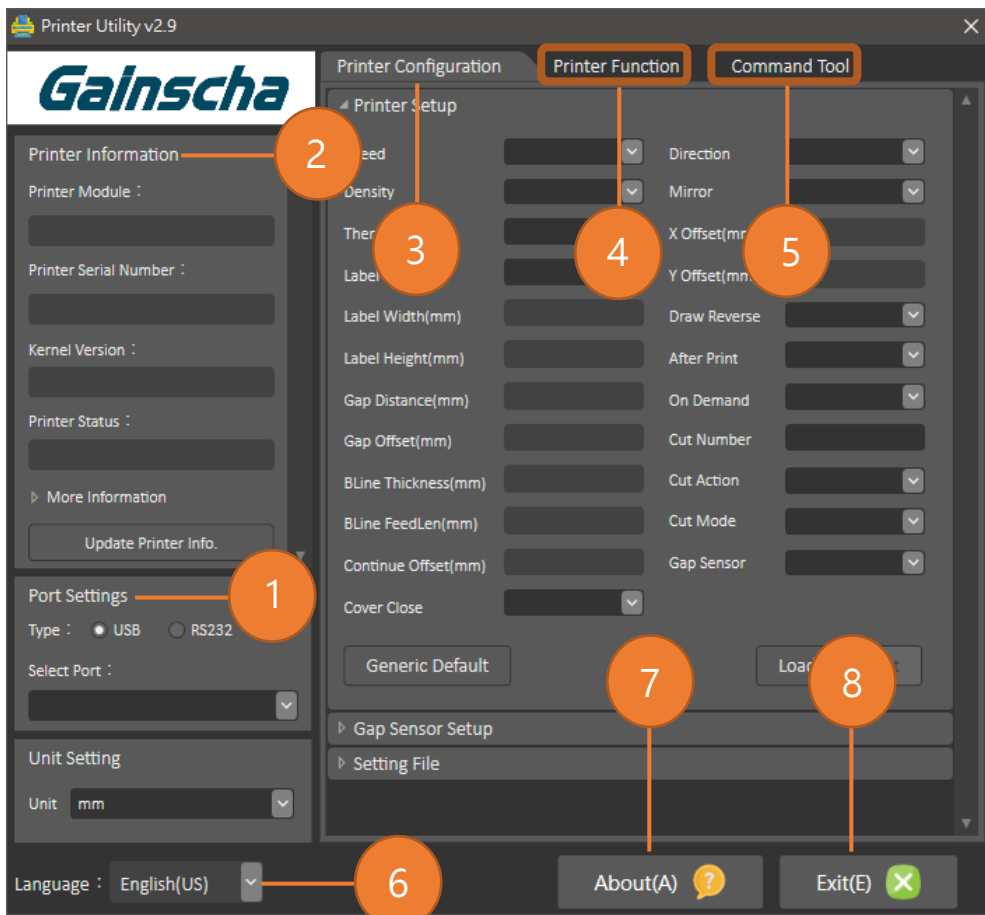 Printer Utility v2.9
Gainscha
Printer Configuration
Printer Function
Command Tool
Printer Information
2
Printer Module :
Printer Serial Number :
Kernel Version :
Printer Status :
More Information
Update Printer Info.
Port Settings
1
Type : USB RS232
Select Port :
Unit Setting
Unit mm
Printer Setup
Direction
Density
Mirror
3
4
5
Label Width(mm)
Draw Reverse
Label Height(mm)
After Print
Gap Distance(mm)
On Demand
Gap Offset(mm)
Cut Number
BLine Thickness(mm)
Cut Action
BLine FeedLen(mm)
Cut Mode
Continue Offset(mm)
Gap Sensor
Cover Close
Generic Default
7
8
Gap Sensor Setup
Setting File
Language : English(US)
6
About(A)
Exit(E)